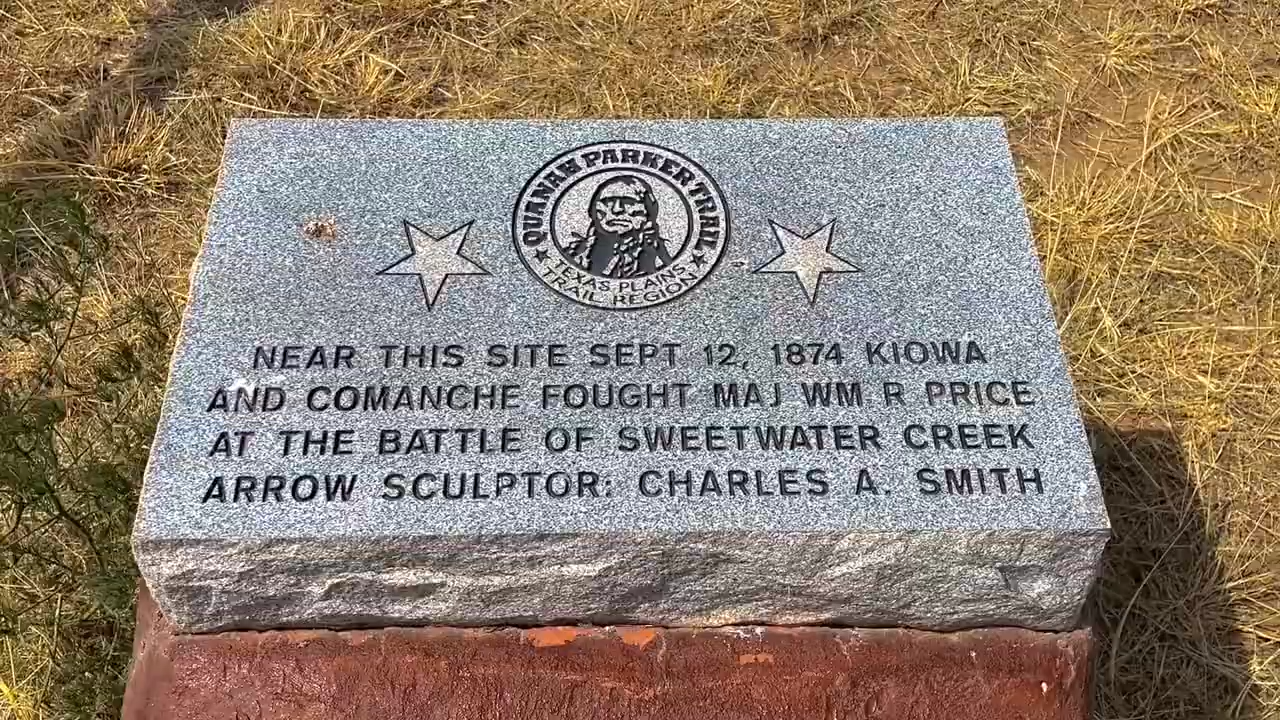 QUANAH PARKER TRAIL
TEXAS PLAINS
TRAIL REGION
NEAR THIS SITE SEPT 12, 1874 KIOWA
AND COMANCHE FOUGHT MAJ WM R PRICE
AT THE BATTLE OF SWEETWATER CREEK
ARROW SCULPTOR: CHARLES A. SMITH